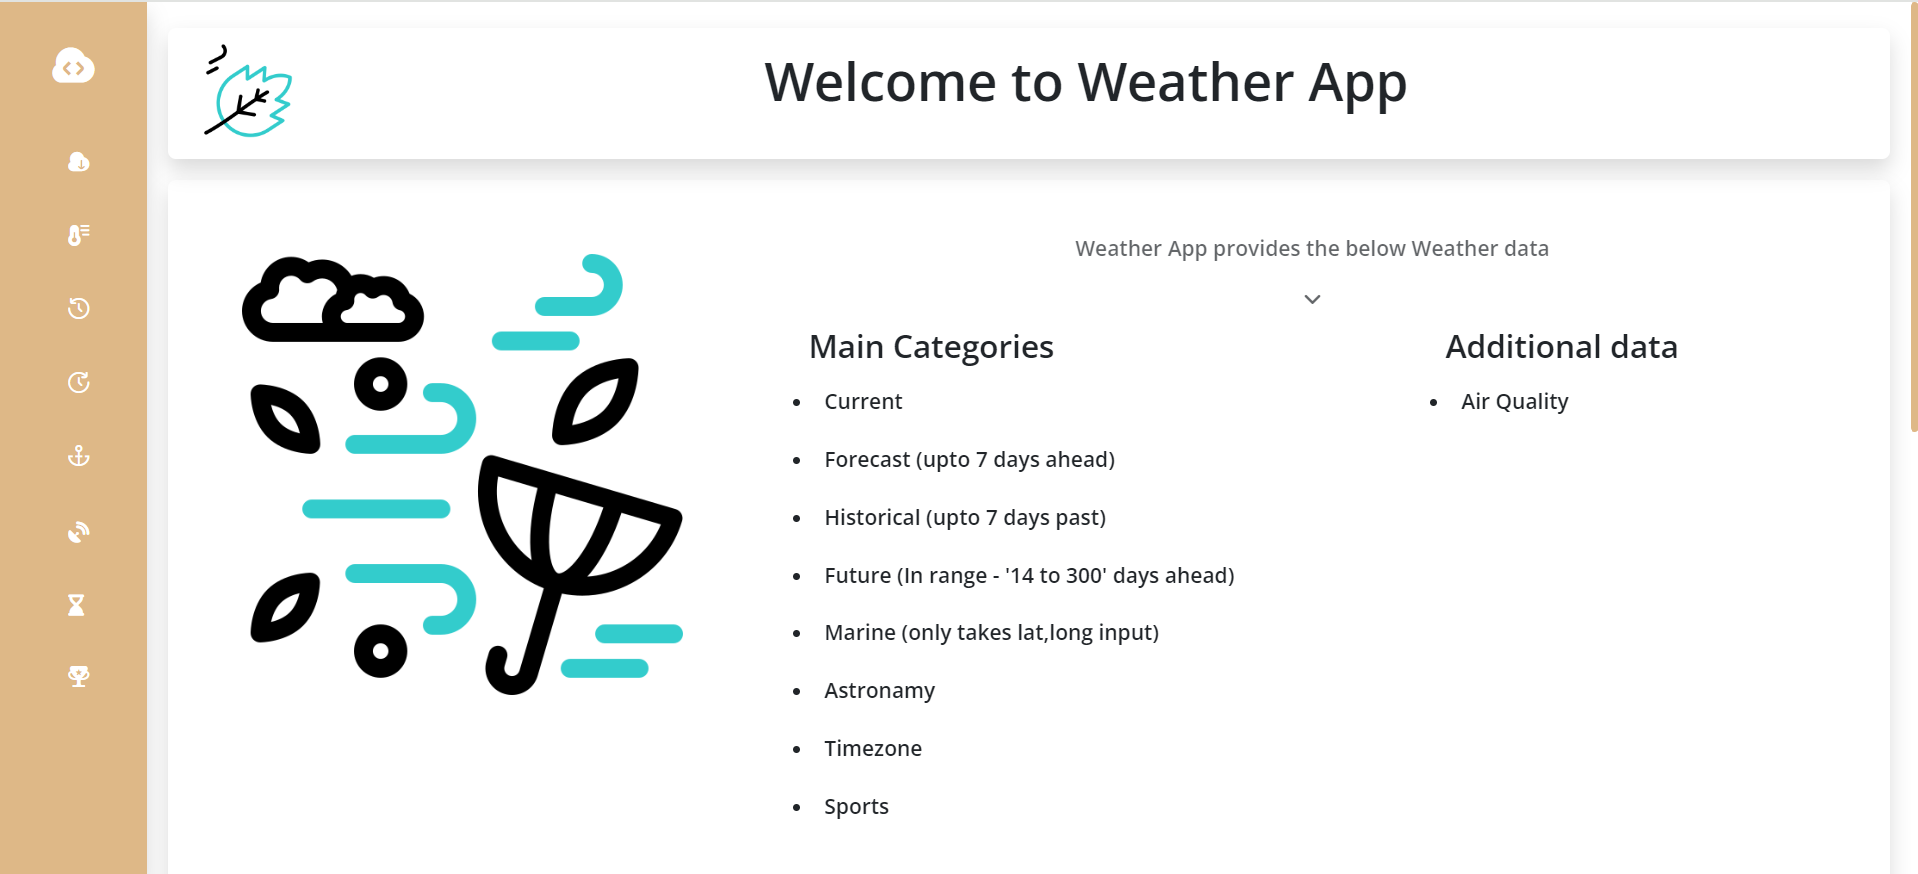 Welcome to Weather App
Weather App provides the below Weather data
Main Categories
Current
Forecast (upto 7 days ahead)
Historical (upto 7 days past)
Future (In range - '14 to 300' days ahead)
Marine (only takes lat,long input)
Astronamy
Timezone
Sports
Additional data
Air Quality